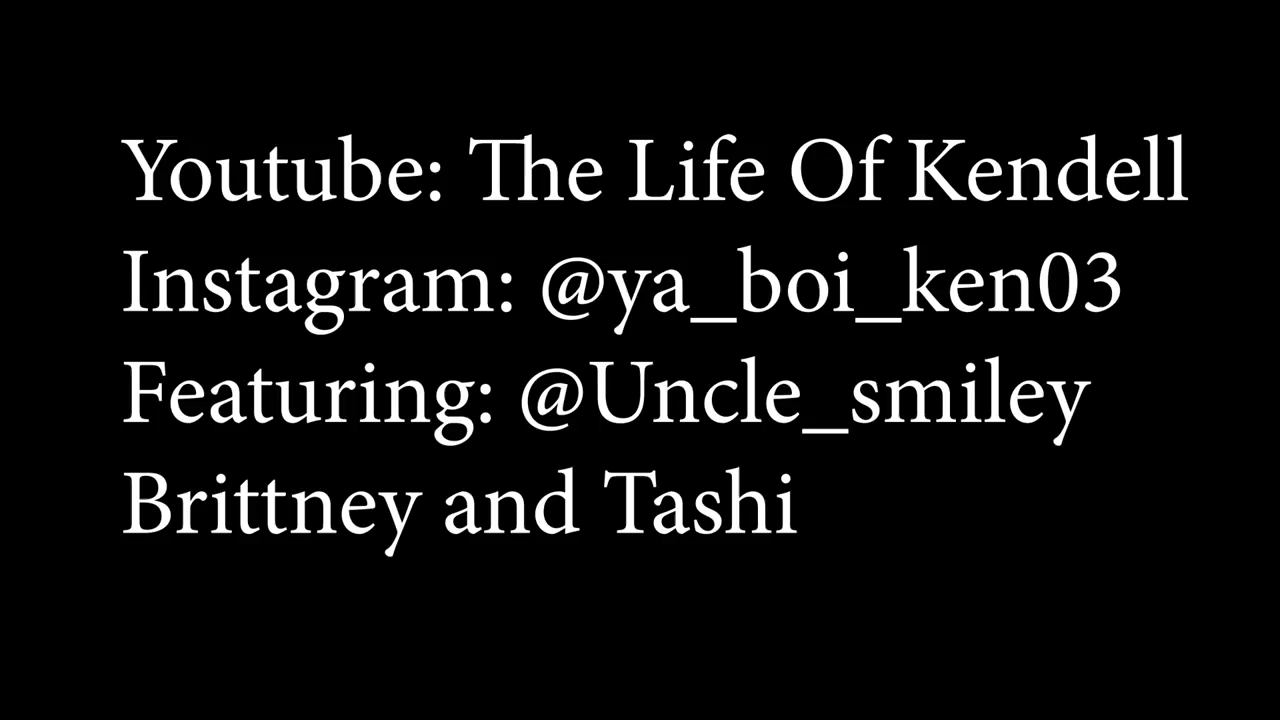 Youtube: The Life Of Kendell
Instagram: @ya_boi_ken03
Featuring: @Uncle_smiley
Brittney and Tashi